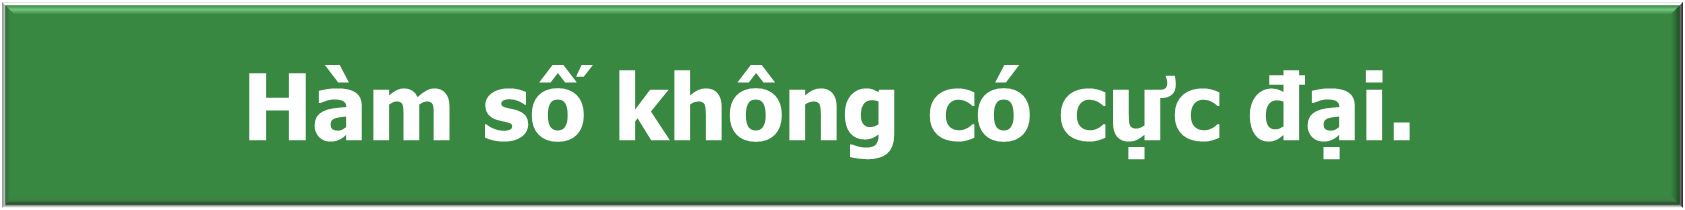 Hàm số không có cực đại.